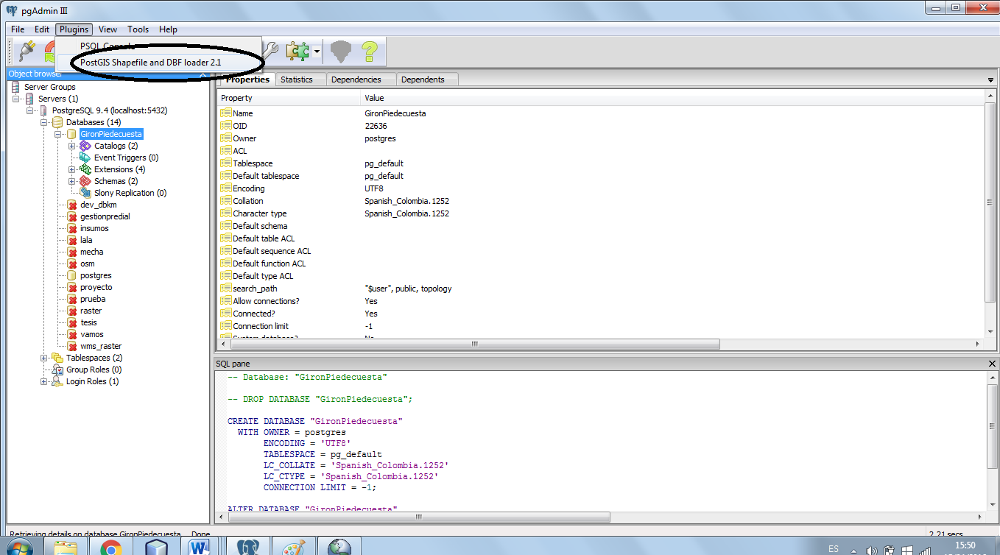 pgAdmin III
File Edit Plugins View Tools Help
PSQL Console
PostGIS Shapefile and DBF loader 2.1
Object browser
Server Groups
Servers (1)
PostgreSQL 9.4 (localhost:5432)
Databases (14)
GironPiedecuesta
Catalogs (2)
Event Triggers (0)
Extensions (4)
Schemas (2)
Slony Replication (0)
dev_dbkm
gestionpredial
insumos
lala
mecha
osm
postgres
proyecto
prueba
raster
tesis
vamos
wms_raster
Tablespaces (2)
Group Roles (0)
Login Roles (1)
Properties Statistics Dependencies Dependents
Property Value
Name GironPiedecuesta
OID 22636
Owner postgres
ACL
Tablespace pg_default
Default tablespace pg_default
Encoding UTF8
Collation Spanish_Colombia.1252
Character type Spanish_Colombia.1252
Default schema
Default table ACL
Default sequence ACL
Default function ACL
Default type ACL
search_path "$user", public, topology
Allow connections? Yes
Connected? Yes
Connection limit -1
System database? No
SQL pane
-- Database: "GironPiedecuesta"
-- DROP DATABASE "GironPiedecuesta";
CREATE DATABASE "GironPiedecuesta"
WITH OWNER = postgres
ENCODING = 'UTF8'
TABLESPACE = pg_default
LC_COLLATE = 'Spanish_Colombia.1252'
LC_CTYPE = 'Spanish_Colombia.1252'
CONNECTION LIMIT = -1;
ALTER DATABASE "GironPiedecuesta"
Retrieving details on database GironPiedecuesta... Done. 2.21 secs
ES 15:50